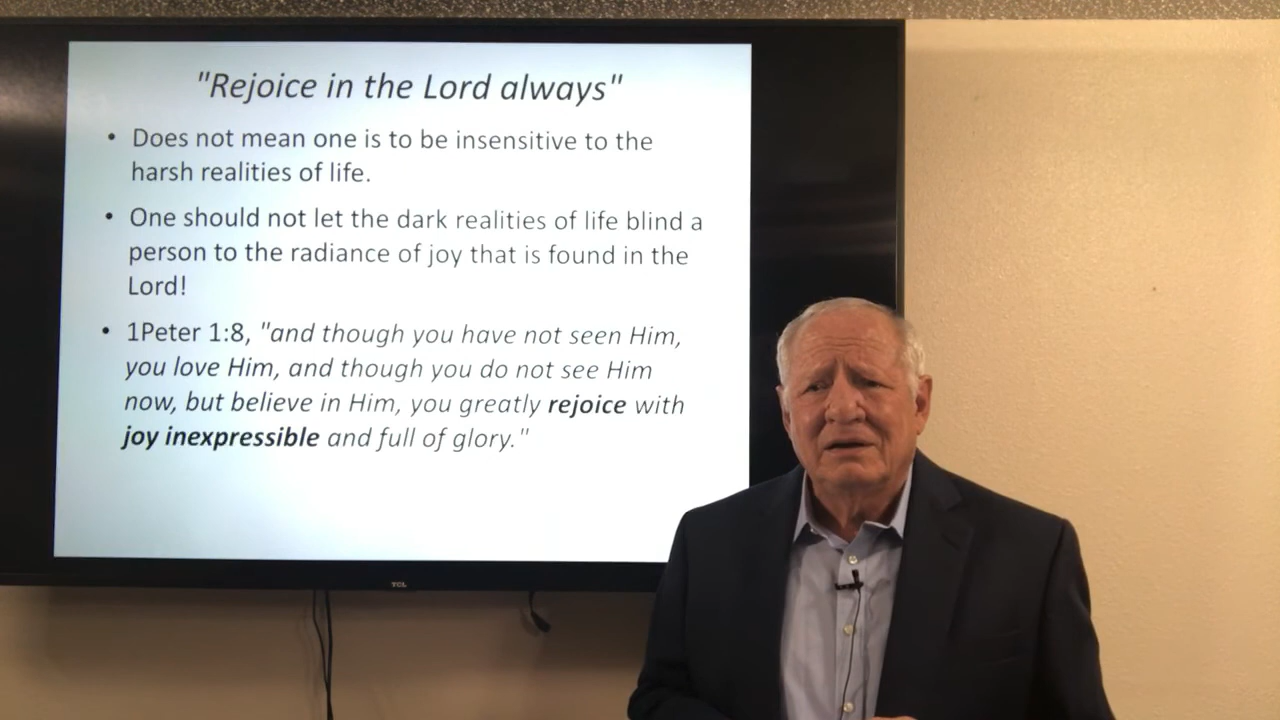 "Rejoice in the Lord always"
• Does not mean one is to be insensitive to the
harsh realities of life.
• One should not let the dark realities of life blind a
person to the radiance of joy that is found in the
Lord!
• 1Peter 1:8, "and though you have not seen Him,
you love Him, and though you do not see Him
now, but believe in Him, you greatly rejoice with
joy inexpressible and full of glory."
TCL